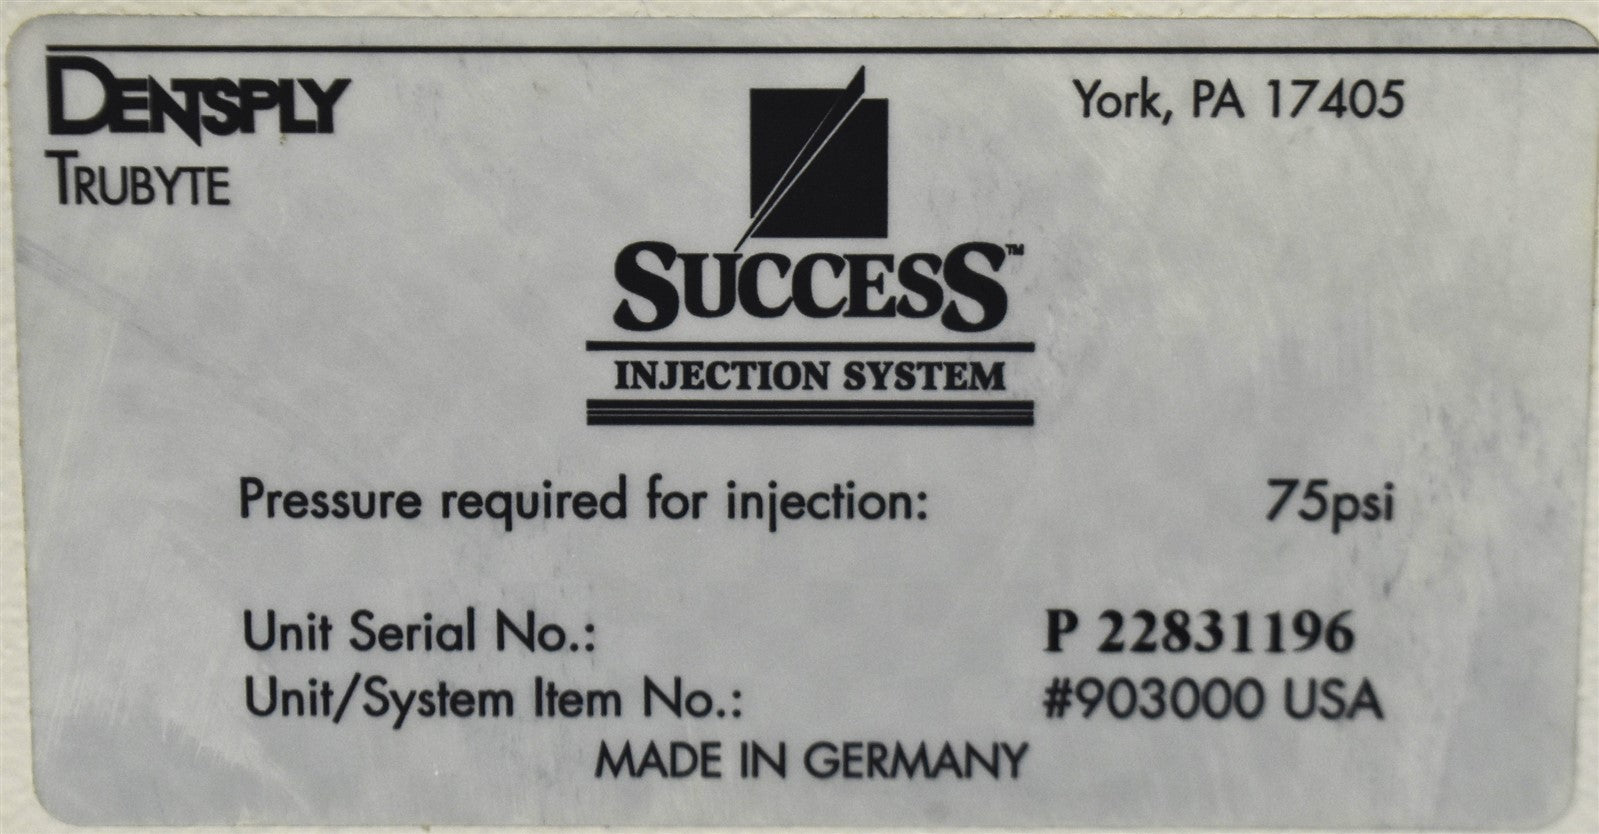 DENTSPLY
TRUBYTE
York, PA 17405
SUCCESS™
INJECTION SYSTEM
Pressure required for injection: 75psi
Unit Serial No.: P 22831196
Unit/System Item No.: #903000 USA
MADE IN GERMANY